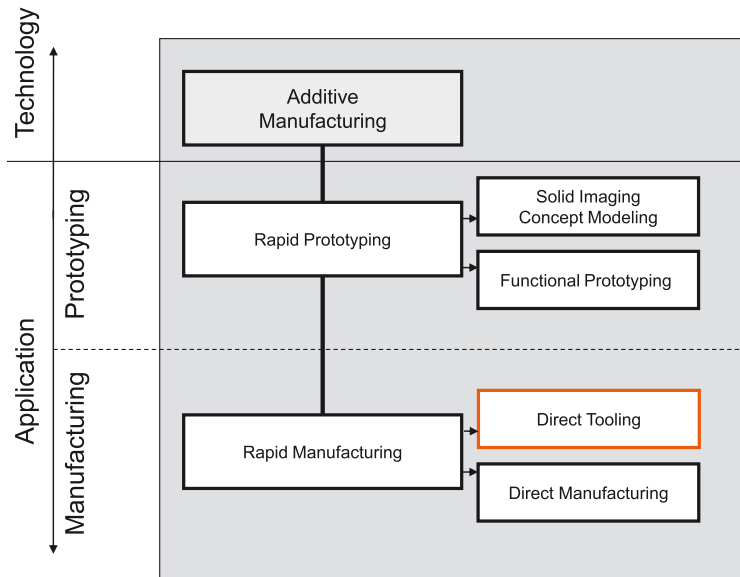 Technology
Additive
Manufacturing
Application
Prototyping
Rapid Prototyping
Solid Imaging
Concept Modeling
Functional Prototyping
Manufacturing
Rapid Manufacturing
Direct Tooling
Direct Manufacturing